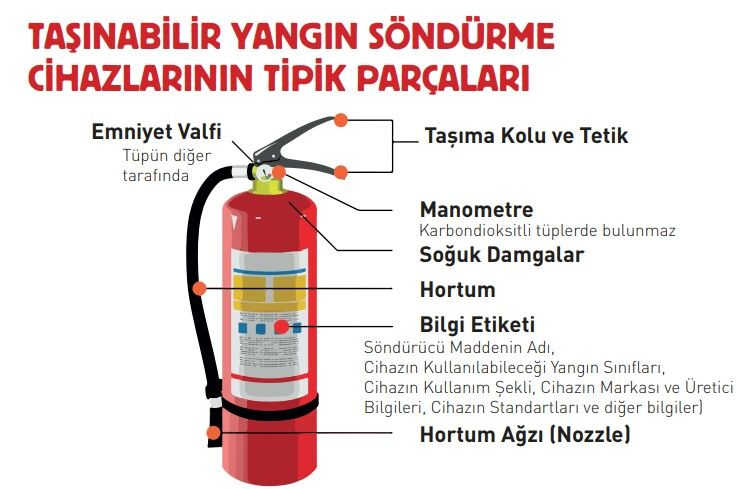 TAŞINABİLİR YANGIN SÖNDÜRME
CİHAZLARININ TİPİK PARÇALARI
Emniyet Valfi
Tüpün diğer
tarafında
Taşıma Kolu ve Tetik
Manometre
Karbondioksitli tüplerde bulunmaz
Soğuk Damgalar
Hortum
Bilgi Etiketi
Söndürücü Maddenin Adı,
Cihazın Kullanılabileceği Yangın Sınıfları,
Cihazın Kullanım Şekli, Cihazın Markası ve Üretici
Bilgileri, Cihazın Standartları ve diğer bilgiler)
Hortum Ağzı (Nozzle)